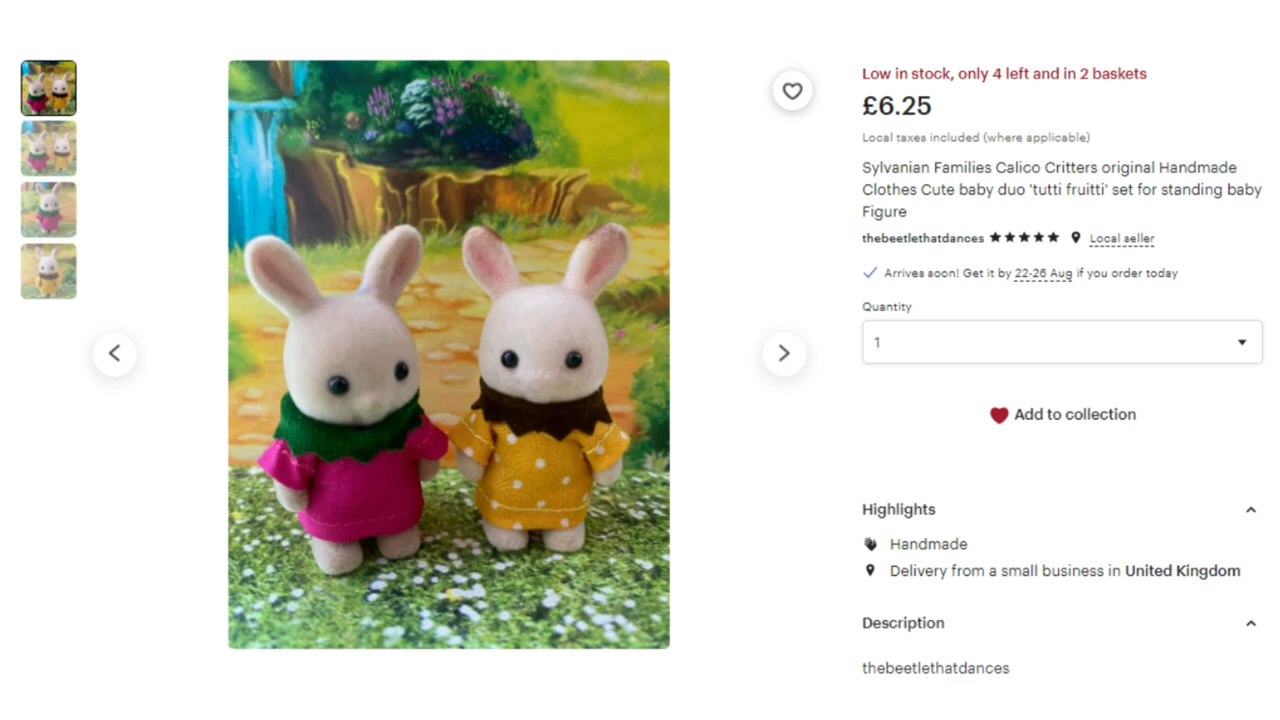 Low in stock, only 4 left and in 2 baskets
£6.25
Local taxes included (where applicable)
Sylvanian Families Calico Critters original Handmade
Clothes Cute baby duo 'tutti fruitti' set for standing baby
Figure
thebeetlethatdances ★★★★★ Local seller
Arrives soon! Get it by 22-26 Aug if you order today
Quantity
1
Add to collection
Highlights
Handmade
Delivery from a small business in United Kingdom
Description
thebeetlethatdances